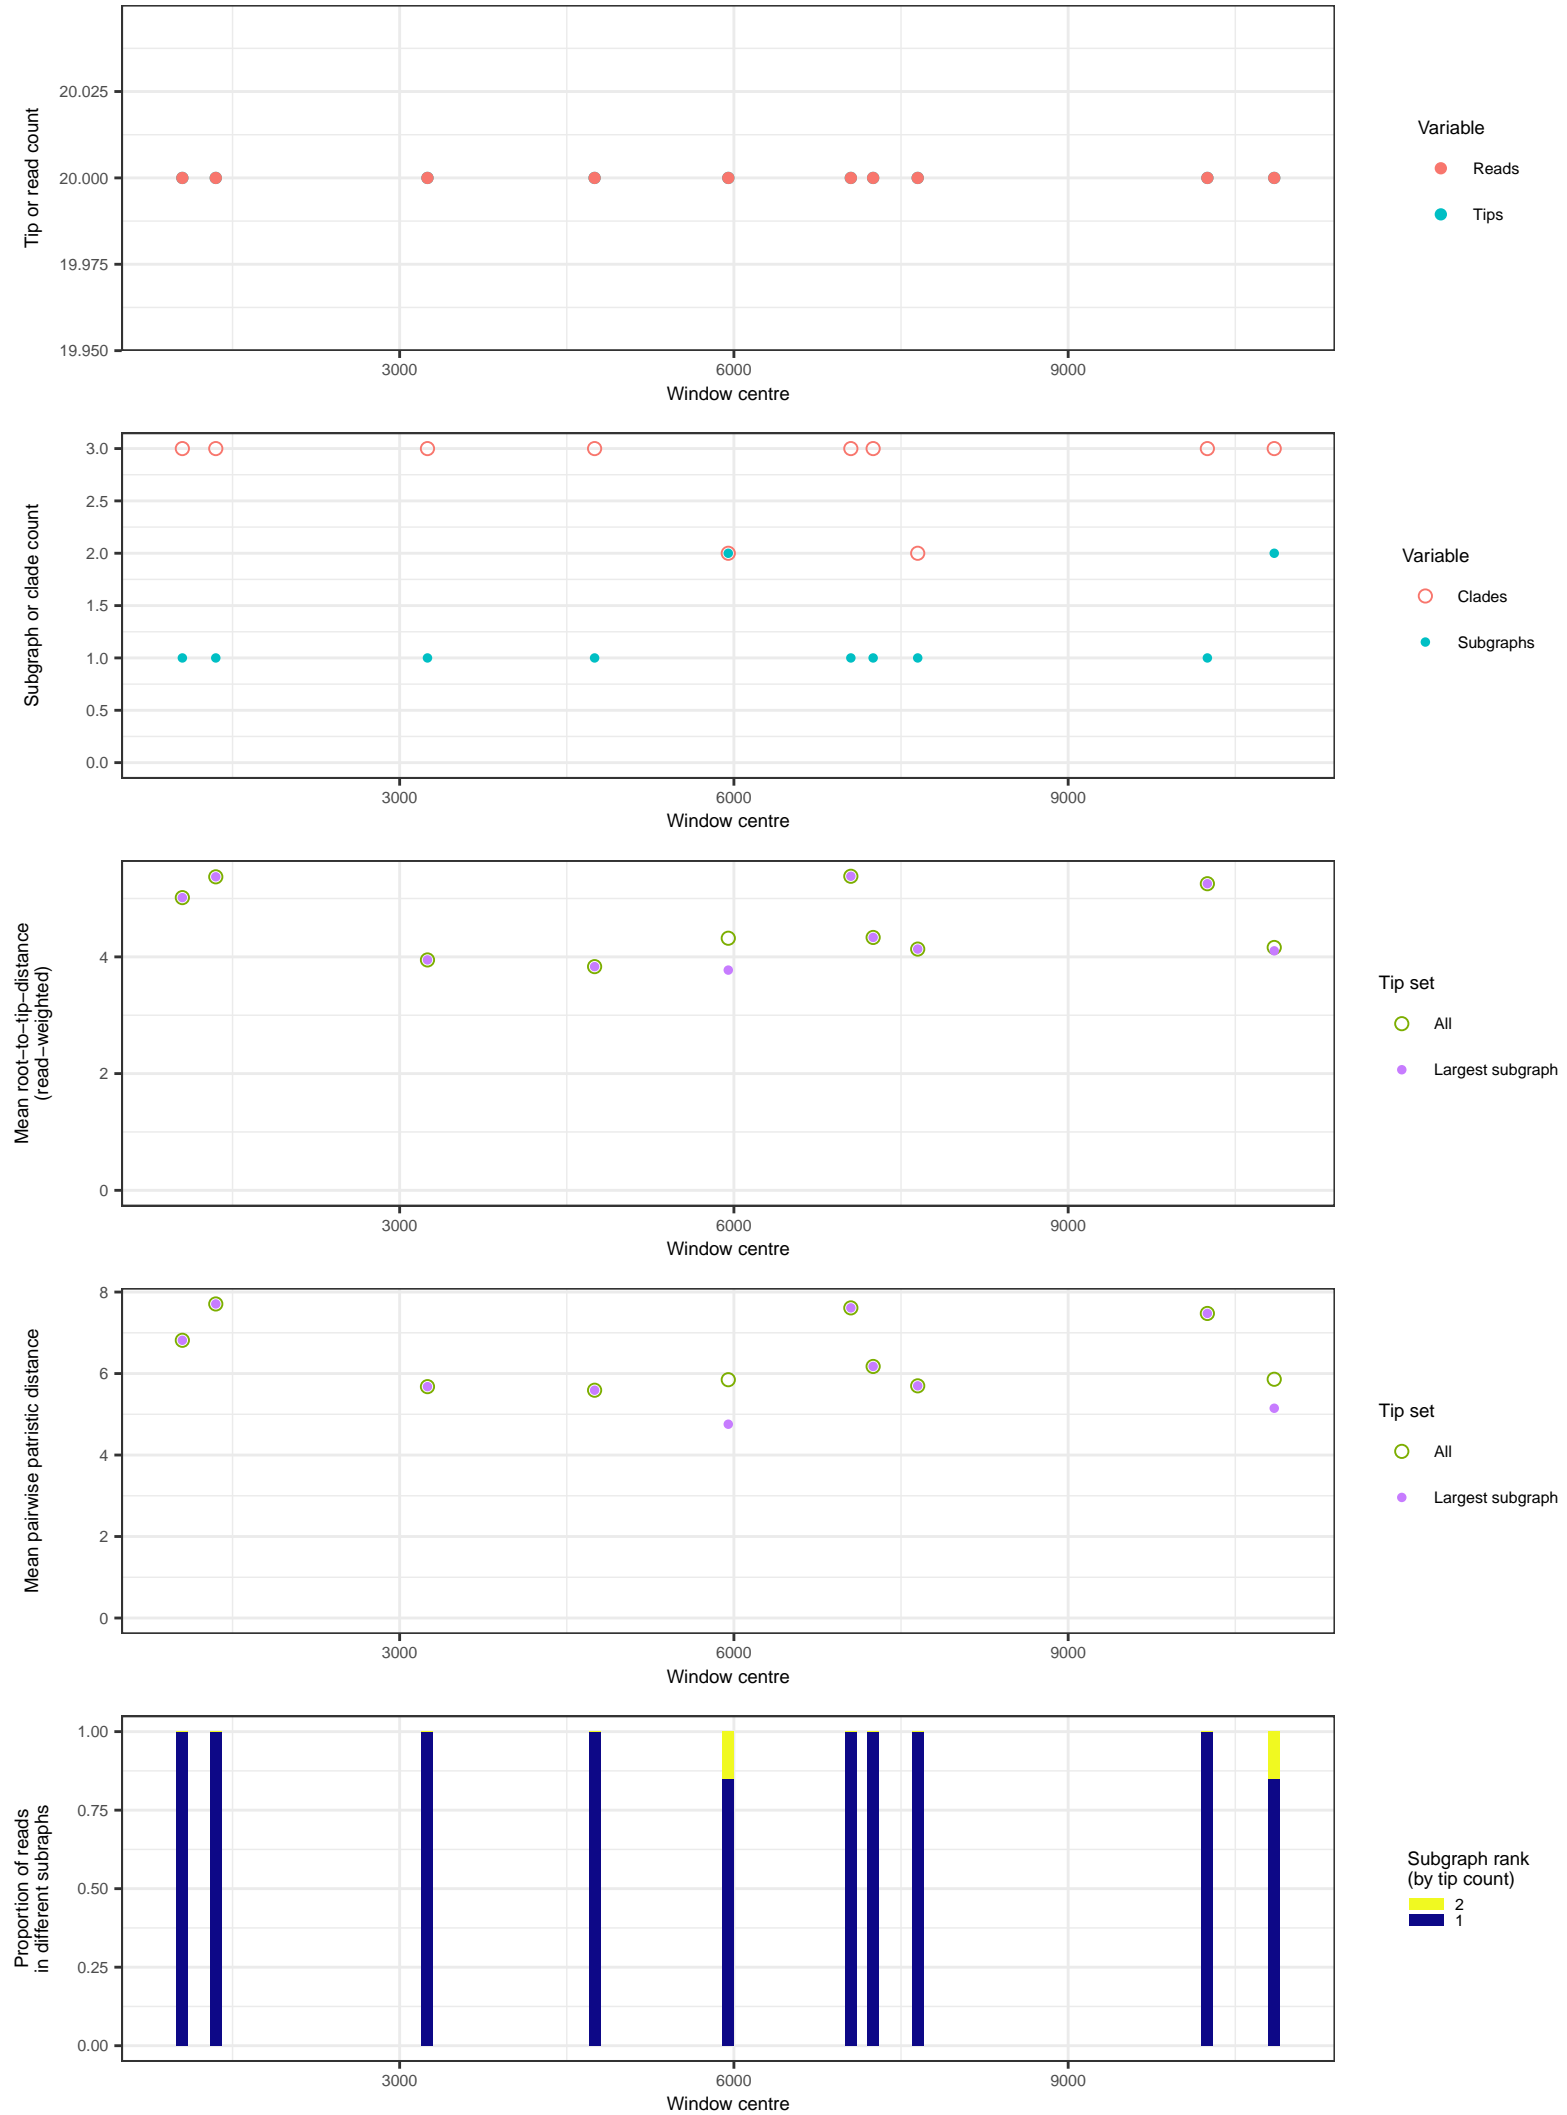 Tip or read count
20.025
20.000
19.975
19.950
3000 6000 9000
Window centre
Variable
Reads
Tips
Subgraph or clade count
3.0
2.5
2.0
1.5
1.0
0.5
0.0
3000 6000 9000
Window centre
Variable
Clades
Subgraphs
Mean root−to−tip−distance
(read−weighted)
4
2
0
3000 6000 9000
Window centre
Tip set
All
Largest subgraph
Mean pairwise patristic distance
8
6
4
2
0
3000 6000 9000
Window centre
Tip set
All
Largest subgraph
Proportion of reads
in different subraphs
1.00
0.75
0.50
0.25
0.00
3000 6000 9000
Window centre
Subgraph rank
(by tip count)
2
1